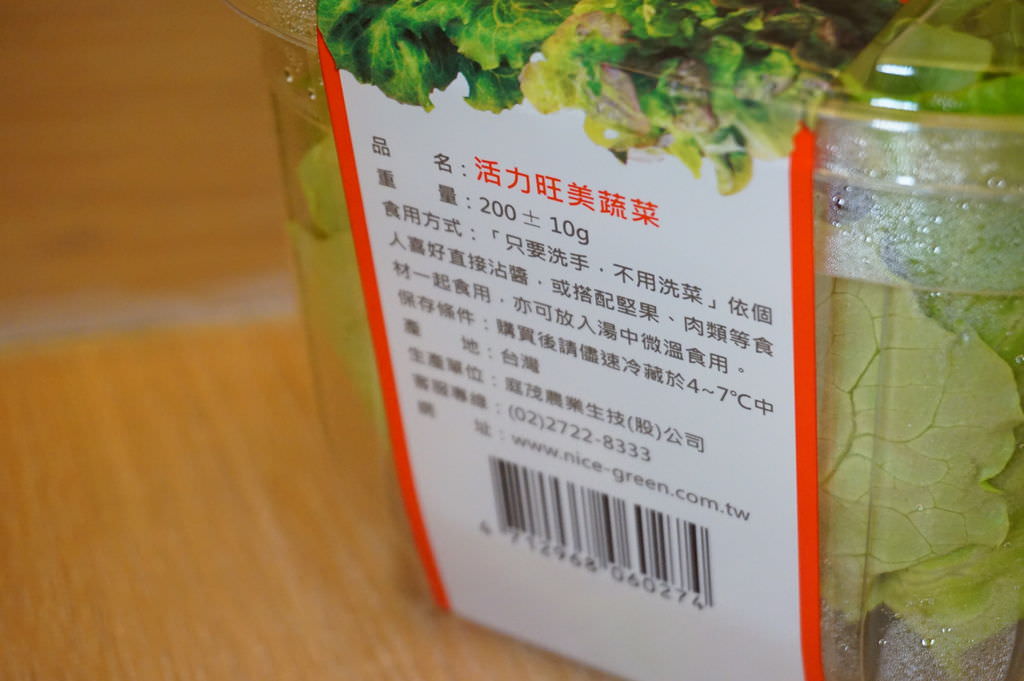 品 名：活力旺美蔬菜
重 量：200 ± 10g
食用方式：「只要洗手，不用洗菜」依個
人喜好直接沾醬，或搭配堅果、肉類等食
材一起食用，亦可放入湯中微溫食用。
保存條件：購買後請儘速冷藏於4~7℃中
產 地：台灣
生產單位：庭茂農業生技(股)公司
客服專線：(02)2722-8333
網 址：www.nice-green.com.tw
4 712968 060274